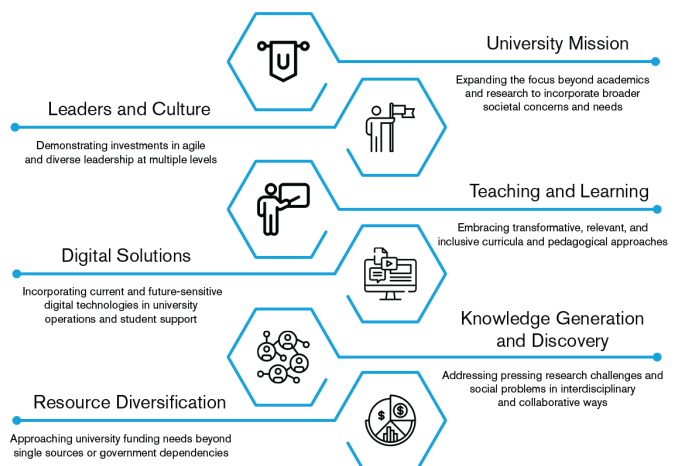 U
University Mission
Expanding the focus beyond academics
and research to incorporate broader
societal concerns and needs
Leaders and Culture
Demonstrating investments in agile
and diverse leadership at multiple levels
Teaching and Learning
Embracing transformative, relevant, and
inclusive curricula and pedagogical approaches
Digital Solutions
Incorporating current and future-sensitive
digital technologies in university
operations and student support
Knowledge Generation
and Discovery
Addressing pressing research challenges and
social problems in interdisciplinary
and collaborative ways
Resource Diversification
Approaching university funding needs beyond
single sources or government dependencies
$ $